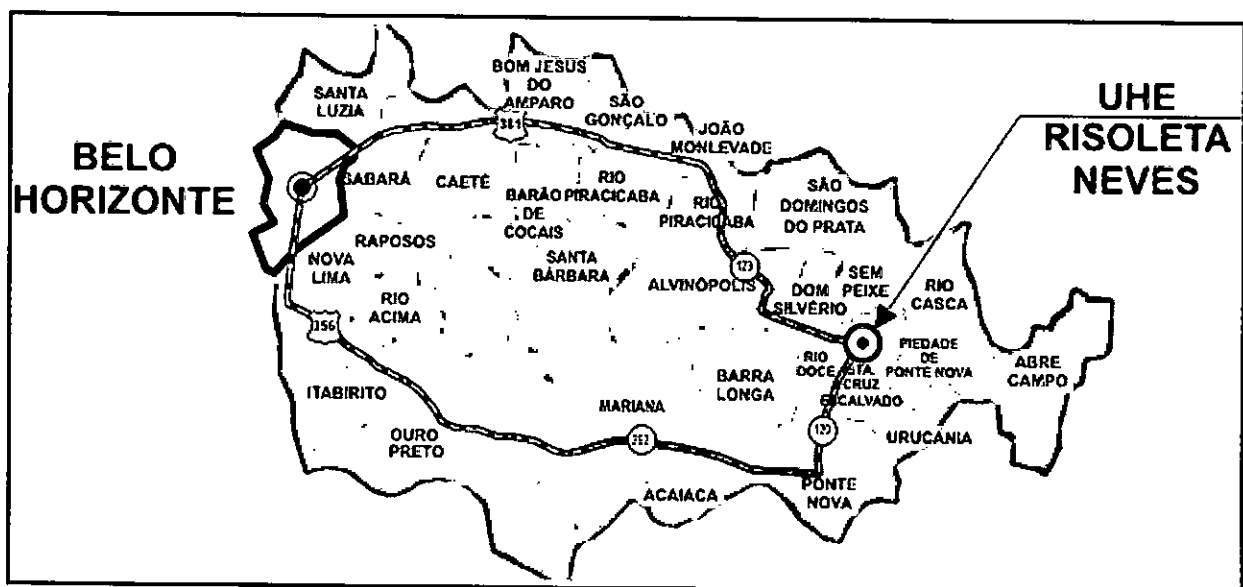 BOM JESUS
DO
AMPARO
SANTA
LUZIA
SÃO
GONÇALO
UHE
RISOLETA
NEVES
381
JOÃO
MONLEVADE
BELO
HORIZONTE
SABARÁ
CAETÉ
RIO
PIRACICABA
BARÃO
DE
COCAIS
RIO
PIRACICABA
SÃO
DOMINGOS
DO PRATA
RAPOSOS
NOVA
LIMA
SANTA
BÁRBARA
ALVINÓPOLIS
123
DOM
SILVÉRIO
SEM
PEIXE
RIO
CASCA
RIO
ACIMA
356
RIO
DOCE
STA.
CRUZ
ESCALVADO
PIEDADE
DE
PONTE NOVA
ABRE
CAMPO
ITABIRITO
BARRA
LONGA
MARIANA
OURO
PRETO
262
120
URUCÂNIA
PONTE
NOVA
ACAIACA